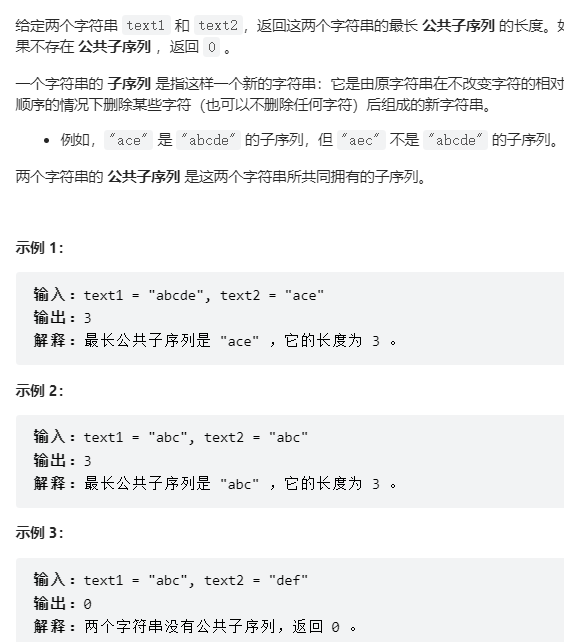 给定两个字符串 text1 和 text2，返回这两个字符串的最长 公共子序列 的长度。如
果不存在 公共子序列 ，返回 0 。
一个字符串的 子序列 是指这样一个新的字符串：它是由原字符串在不改变字符的相对
顺序的情况下删除某些字符（也可以不删除任何字符）后组成的新字符串。
• 例如，"ace" 是 "abcde" 的子序列，但 "aec" 不是 "abcde" 的子序列。
两个字符串的 公共子序列 是这两个字符串所共同拥有的子序列。
示例 1：
输入：text1 = "abcde", text2 = "ace"
输出：3
解释：最长公共子序列是 "ace" ，它的长度为 3 。
示例 2：
输入：text1 = "abc", text2 = "abc"
输出：3
解释：最长公共子序列是 "abc" ，它的长度为 3 。
示例 3：
输入：text1 = "abc", text2 = "def"
输出：0
解释：两个字符串没有公共子序列，返回 0 。